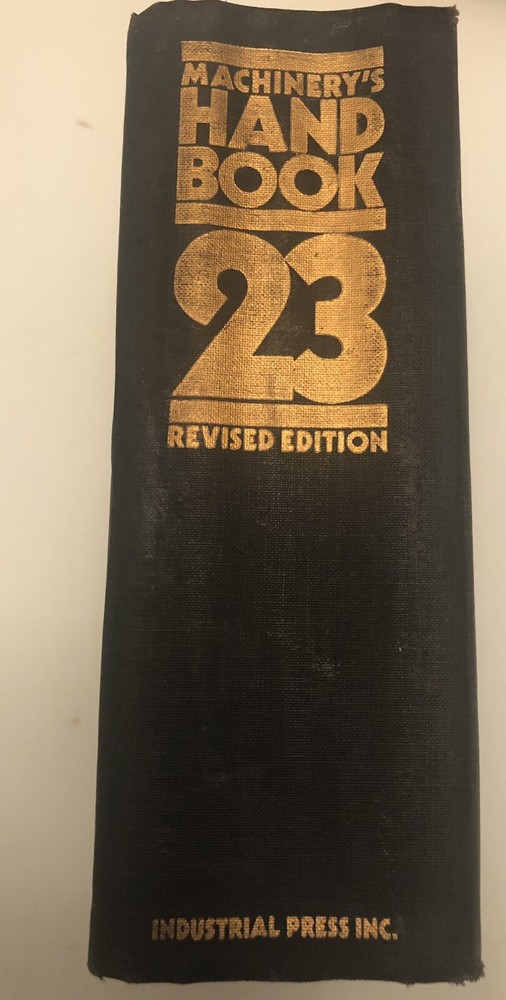 MACHINERY'S
HAND
BOOK
23
REVISED EDITION
INDUSTRIAL PRESS INC.